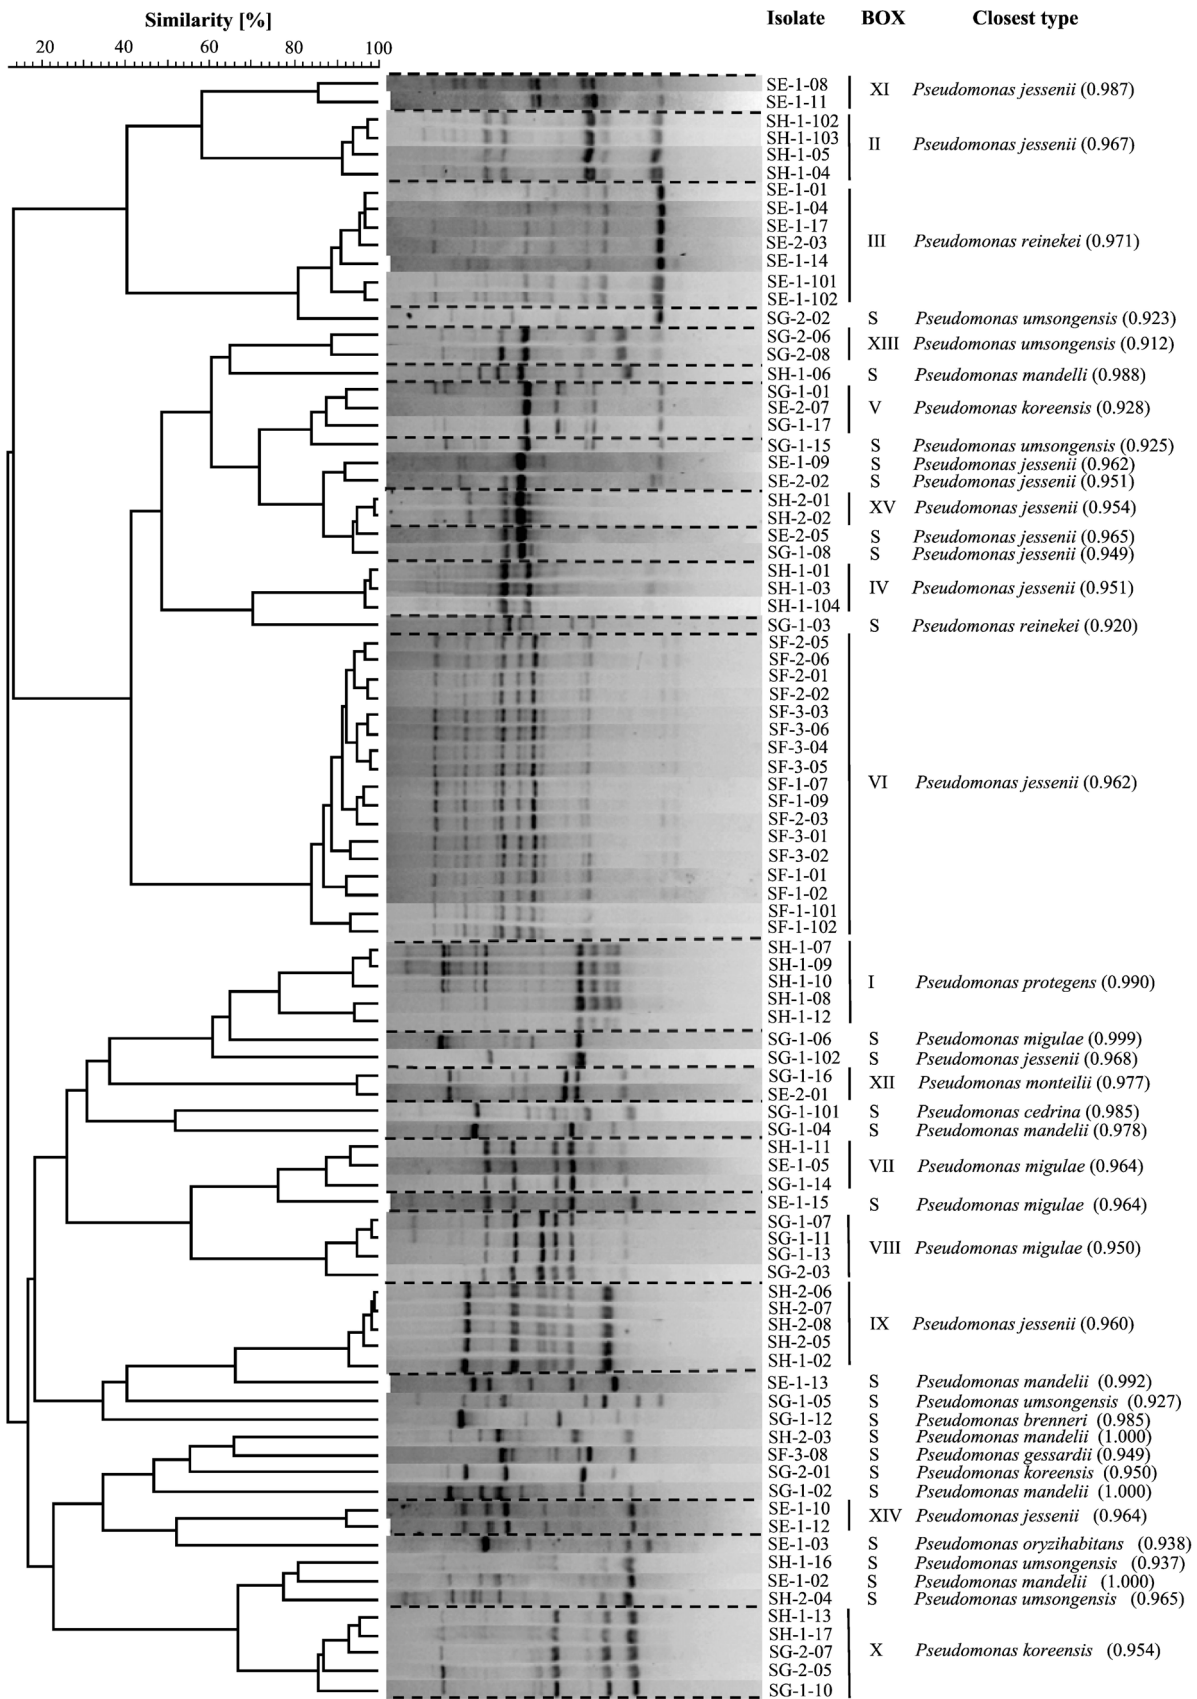 Similarity [%] Isolate BOX Closest type
20 40 60 80 100
SE-1-08
XI Pseudomonas jessenii (0.987)
SE-1-11
SH-1-102
SH-1-103
II Pseudomonas jessenii (0.967)
SH-1-05
SH-1-04
SE-1-01
SE-1-04
SE-1-17
SE-2-03 III Pseudomonas reinekei (0.971)
SE-1-14
SE-1-101
SE-1-102
SG-2-02 S Pseudomonas umsongensis (0.923)
SG-2-06
XIII Pseudomonas umsongensis (0.912)
SG-2-08
SH-1-06 S Pseudomonas mandelli (0.988)
SG-1-01
SE-2-07 V Pseudomonas koreensis (0.928)
SG-1-17
SG-1-15 S Pseudomonas umsongensis (0.925)
SE-1-09 S Pseudomonas jessenii (0.962)
SE-2-02 S Pseudomonas jessenii (0.951)
SH-2-01
XV Pseudomonas jessenii (0.954)
SH-2-02
SE-2-05 S Pseudomonas jessenii (0.965)
SG-1-08 S Pseudomonas jessenii (0.949)
SH-1-01
SH-1-03 IV Pseudomonas jessenii (0.951)
SH-1-104
SG-1-03 S Pseudomonas reinekei (0.920)
SF-2-05
SF-2-06
SF-2-01
SF-2-02
SF-3-03
SF-3-06
SF-3-04
SF-3-05
VI Pseudomonas jessenii (0.962)
SF-1-07
SF-1-09
SF-2-03
SF-3-01
SF-3-02
SF-1-01
SF-1-02
SF-1-101
SF-1-102
SH-1-07
SH-1-09
SH-1-10 I Pseudomonas protegens (0.990)
SH-1-08
SH-1-12
SG-1-06 S Pseudomonas migulae (0.999)
SG-1-102 S Pseudomonas jessenii (0.968)
SG-1-16
XII Pseudomonas monteilii (0.977)
SE-2-01
SG-1-101 S Pseudomonas cedrina (0.985)
SG-1-04 S Pseudomonas mandelii (0.978)
SH-1-11
SE-1-05 VII Pseudomonas migulae (0.964)
SG-1-14
SE-1-15 S Pseudomonas migulae (0.964)
SG-1-07
SG-1-11
VIII Pseudomonas migulae (0.950)
SG-1-13
SG-2-03
SH-2-06
SH-2-07
SH-2-08 IX Pseudomonas jessenii (0.960)
SH-2-05
SH-1-02
SE-1-13 S Pseudomonas mandelii (0.992)
SG-1-05 S Pseudomonas umsongensis (0.927)
SG-1-12 S Pseudomonas brenneri (0.985)
SH-2-03 S Pseudomonas mandelii (1.000)
SF-3-08 S Pseudomonas gessardii (0.949)
SG-2-01 S Pseudomonas koreensis (0.950)
SG-1-02 S Pseudomonas mandelii (1.000)
SE-1-10
XIV Pseudomonas jessenii (0.964)
SE-1-12
SE-1-03 S Pseudomonas oryzihabitans (0.938)
SH-1-16 S Pseudomonas umsongensis (0.937)
SE-1-02 S Pseudomonas mandelii (1.000)
SH-2-04 S Pseudomonas umsongensis (0.965)
SH-1-13
SH-1-17
SG-2-07 X Pseudomonas koreensis (0.954)
SG-2-05
SG-1-10